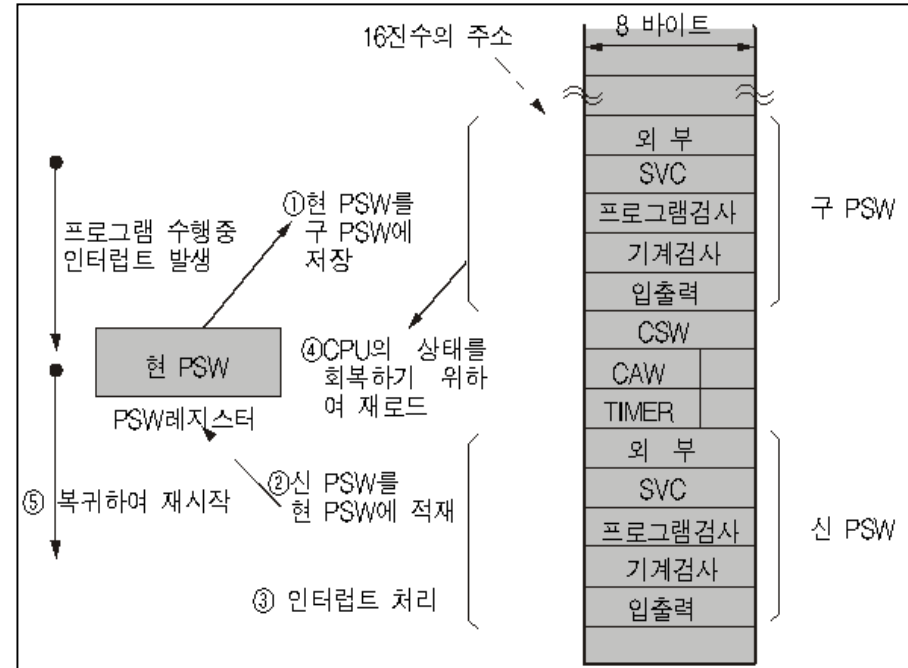 16진수의 주소
8 바이트
외 부
SVC
프로그램검사
기계검사
입출력
CSW
CAW
TIMER
외 부
SVC
프로그램검사
기계검사
입출력
구 PSW
신 PSW
프로그램 수행중
인터럽트 발생
①현 PSW를
구 PSW에
저장
현 PSW
PSW레지스터
④CPU의 상태를
회복하기 위하
여 재로드
②신 PSW를
현 PSW에 적재
⑤ 복귀하여 재시작
③ 인터럽트 처리